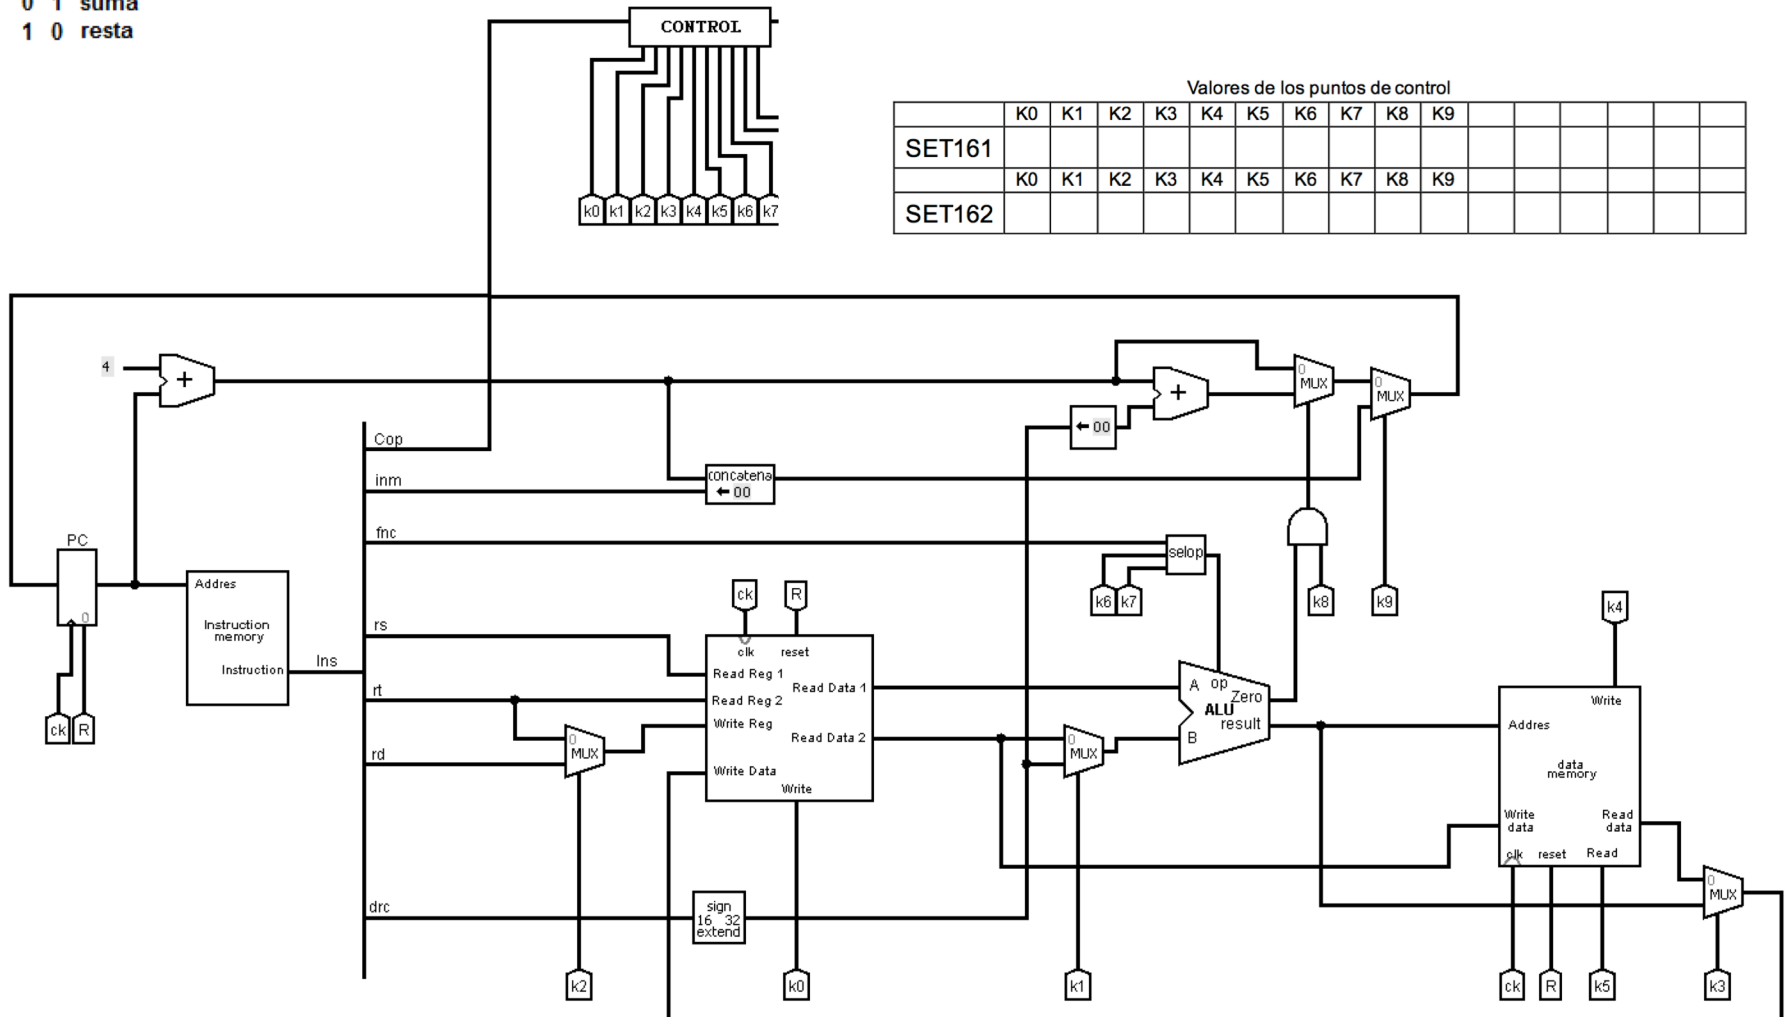 0 1 suma
1 0 resta
CONTROL
k0 k1 k2 k3 k4 k5 k6 k7
Valores de los puntos de control
K0 K1 K2 K3 K4 K5 K6 K7 K8 K9
SET161
K0 K1 K2 K3 K4 K5 K6 K7 K8 K9
SET162
4
+
+
0
MUX
0
MUX
← 00
Cop
inm
concatena
← 00
fnc
selop
k6 k7
k8
k9
PC
0
ck R
Addres
Instruction
memory
Instruction
Ins
rs
rt
rd
drc
0
MUX
k2
ck
R
clk reset
Read Reg 1
Read Data 1
Read Reg 2
Write Reg
Read Data 2
Write Data
Write
k0
sign
16 32
extend
0
MUX
k1
A op
Zero
ALU
result
B
k4
Write
Addres
data
memory
Write
data
Read
data
clk reset Read
ck R k5
0
MUX
k3